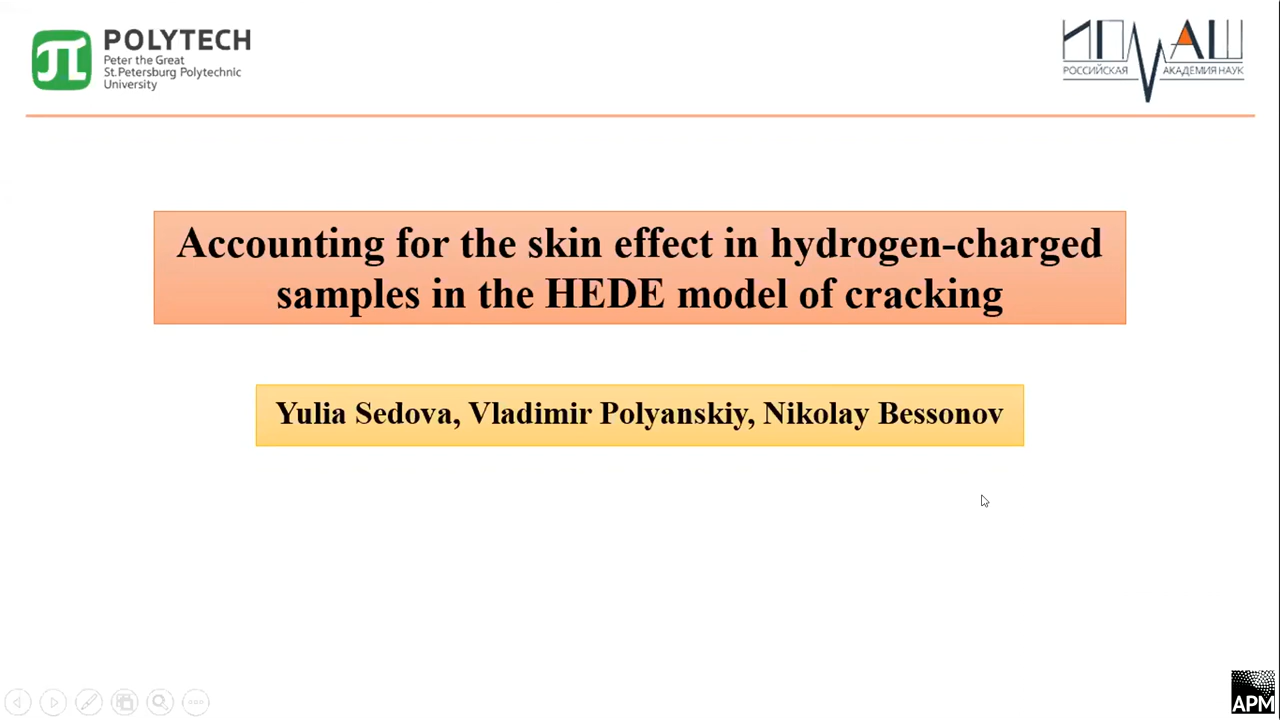 POLYTECH
Peter the Great
St.Petersburg Polytechnic
University
ИПМАШ
РОССИЙСКАЯ АКАДЕМИЯ НАУК
Accounting for the skin effect in hydrogen-charged
samples in the HEDE model of cracking
Yulia Sedova, Vladimir Polyanskiy, Nikolay Bessonov
APM